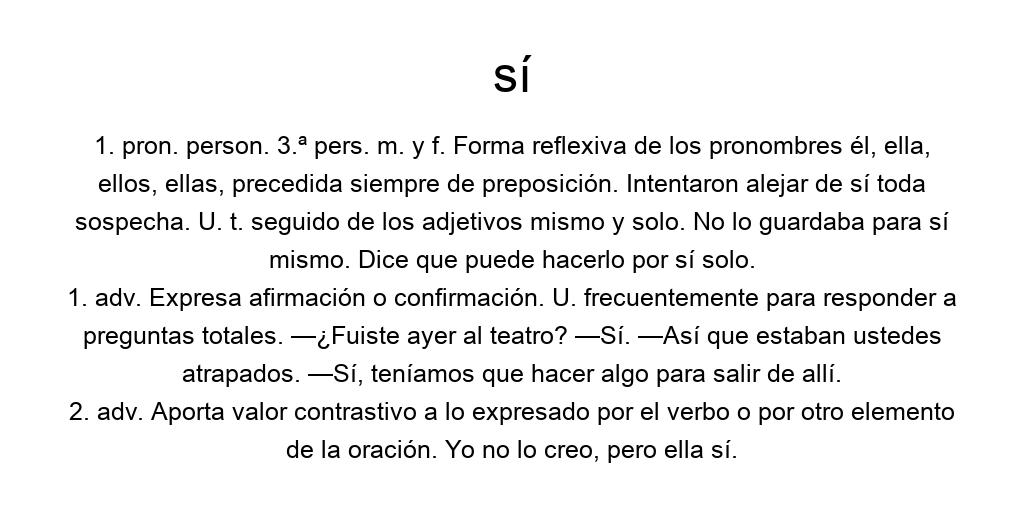 sí
1. pron. person. 3.ª pers. m. y f. Forma reflexiva de los pronombres él, ella,
ellos, ellas, precedida siempre de preposición. Intentaron alejar de sí toda
sospecha. U. t. seguido de los adjetivos mismo y solo. No lo guardaba para sí
mismo. Dice que puede hacerlo por sí solo.
1. adv. Expresa afirmación o confirmación. U. frecuentemente para responder a
preguntas totales. —¿Fuiste ayer al teatro? —Sí. —Así que estaban ustedes
atrapados. —Sí, teníamos que hacer algo para salir de allí.
2. adv. Aporta valor contrastivo a lo expresado por el verbo o por otro elemento
de la oración. Yo no lo creo, pero ella sí.